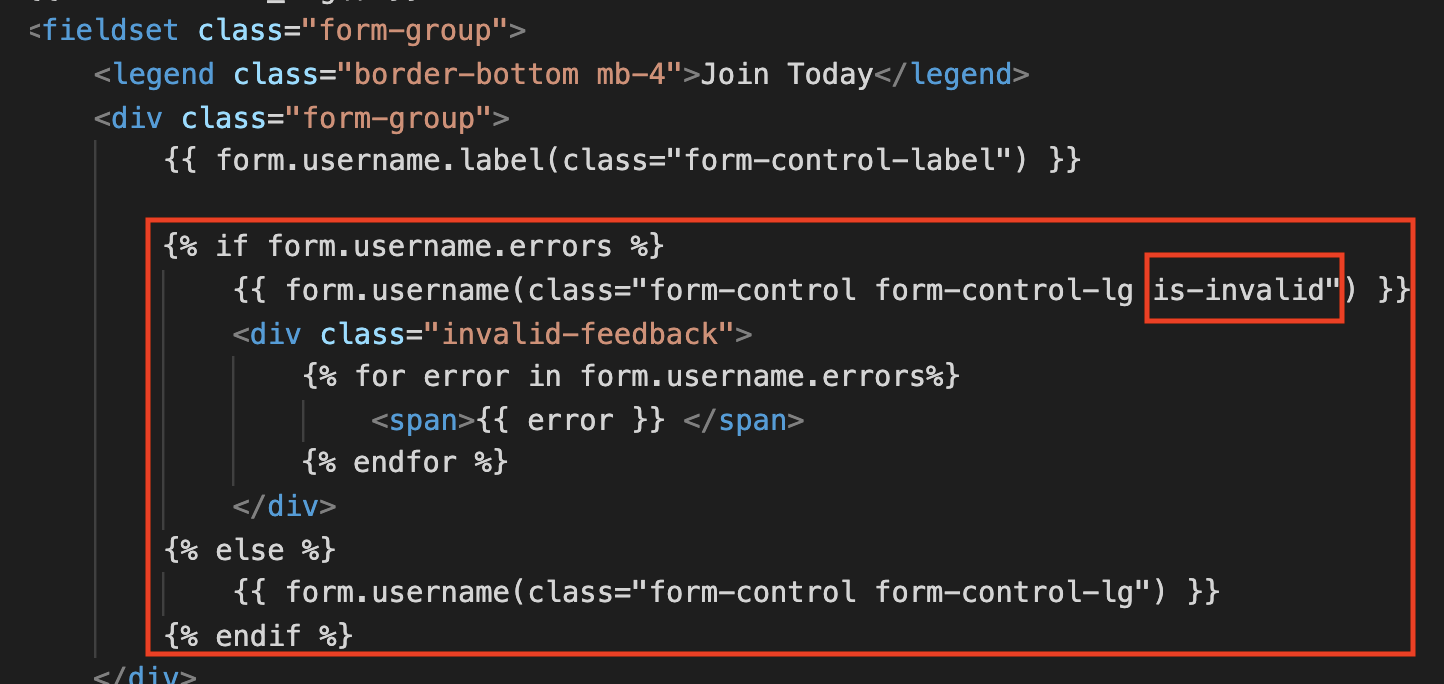 <fieldset class="form-group">
<legend class="border-bottom mb-4">Join Today</legend>
<div class="form-group">
{{ form.username.label(class="form-control-label") }}
{% if form.username.errors %}
{{ form.username(class="form-control form-control-lg is-invalid") }}
<div class="invalid-feedback">
{% for error in form.username.errors%}
<span>{{ error }} </span>
{% endfor %}
</div>
{% else %}
{{ form.username(class="form-control form-control-lg") }}
{% endif %}
</div>